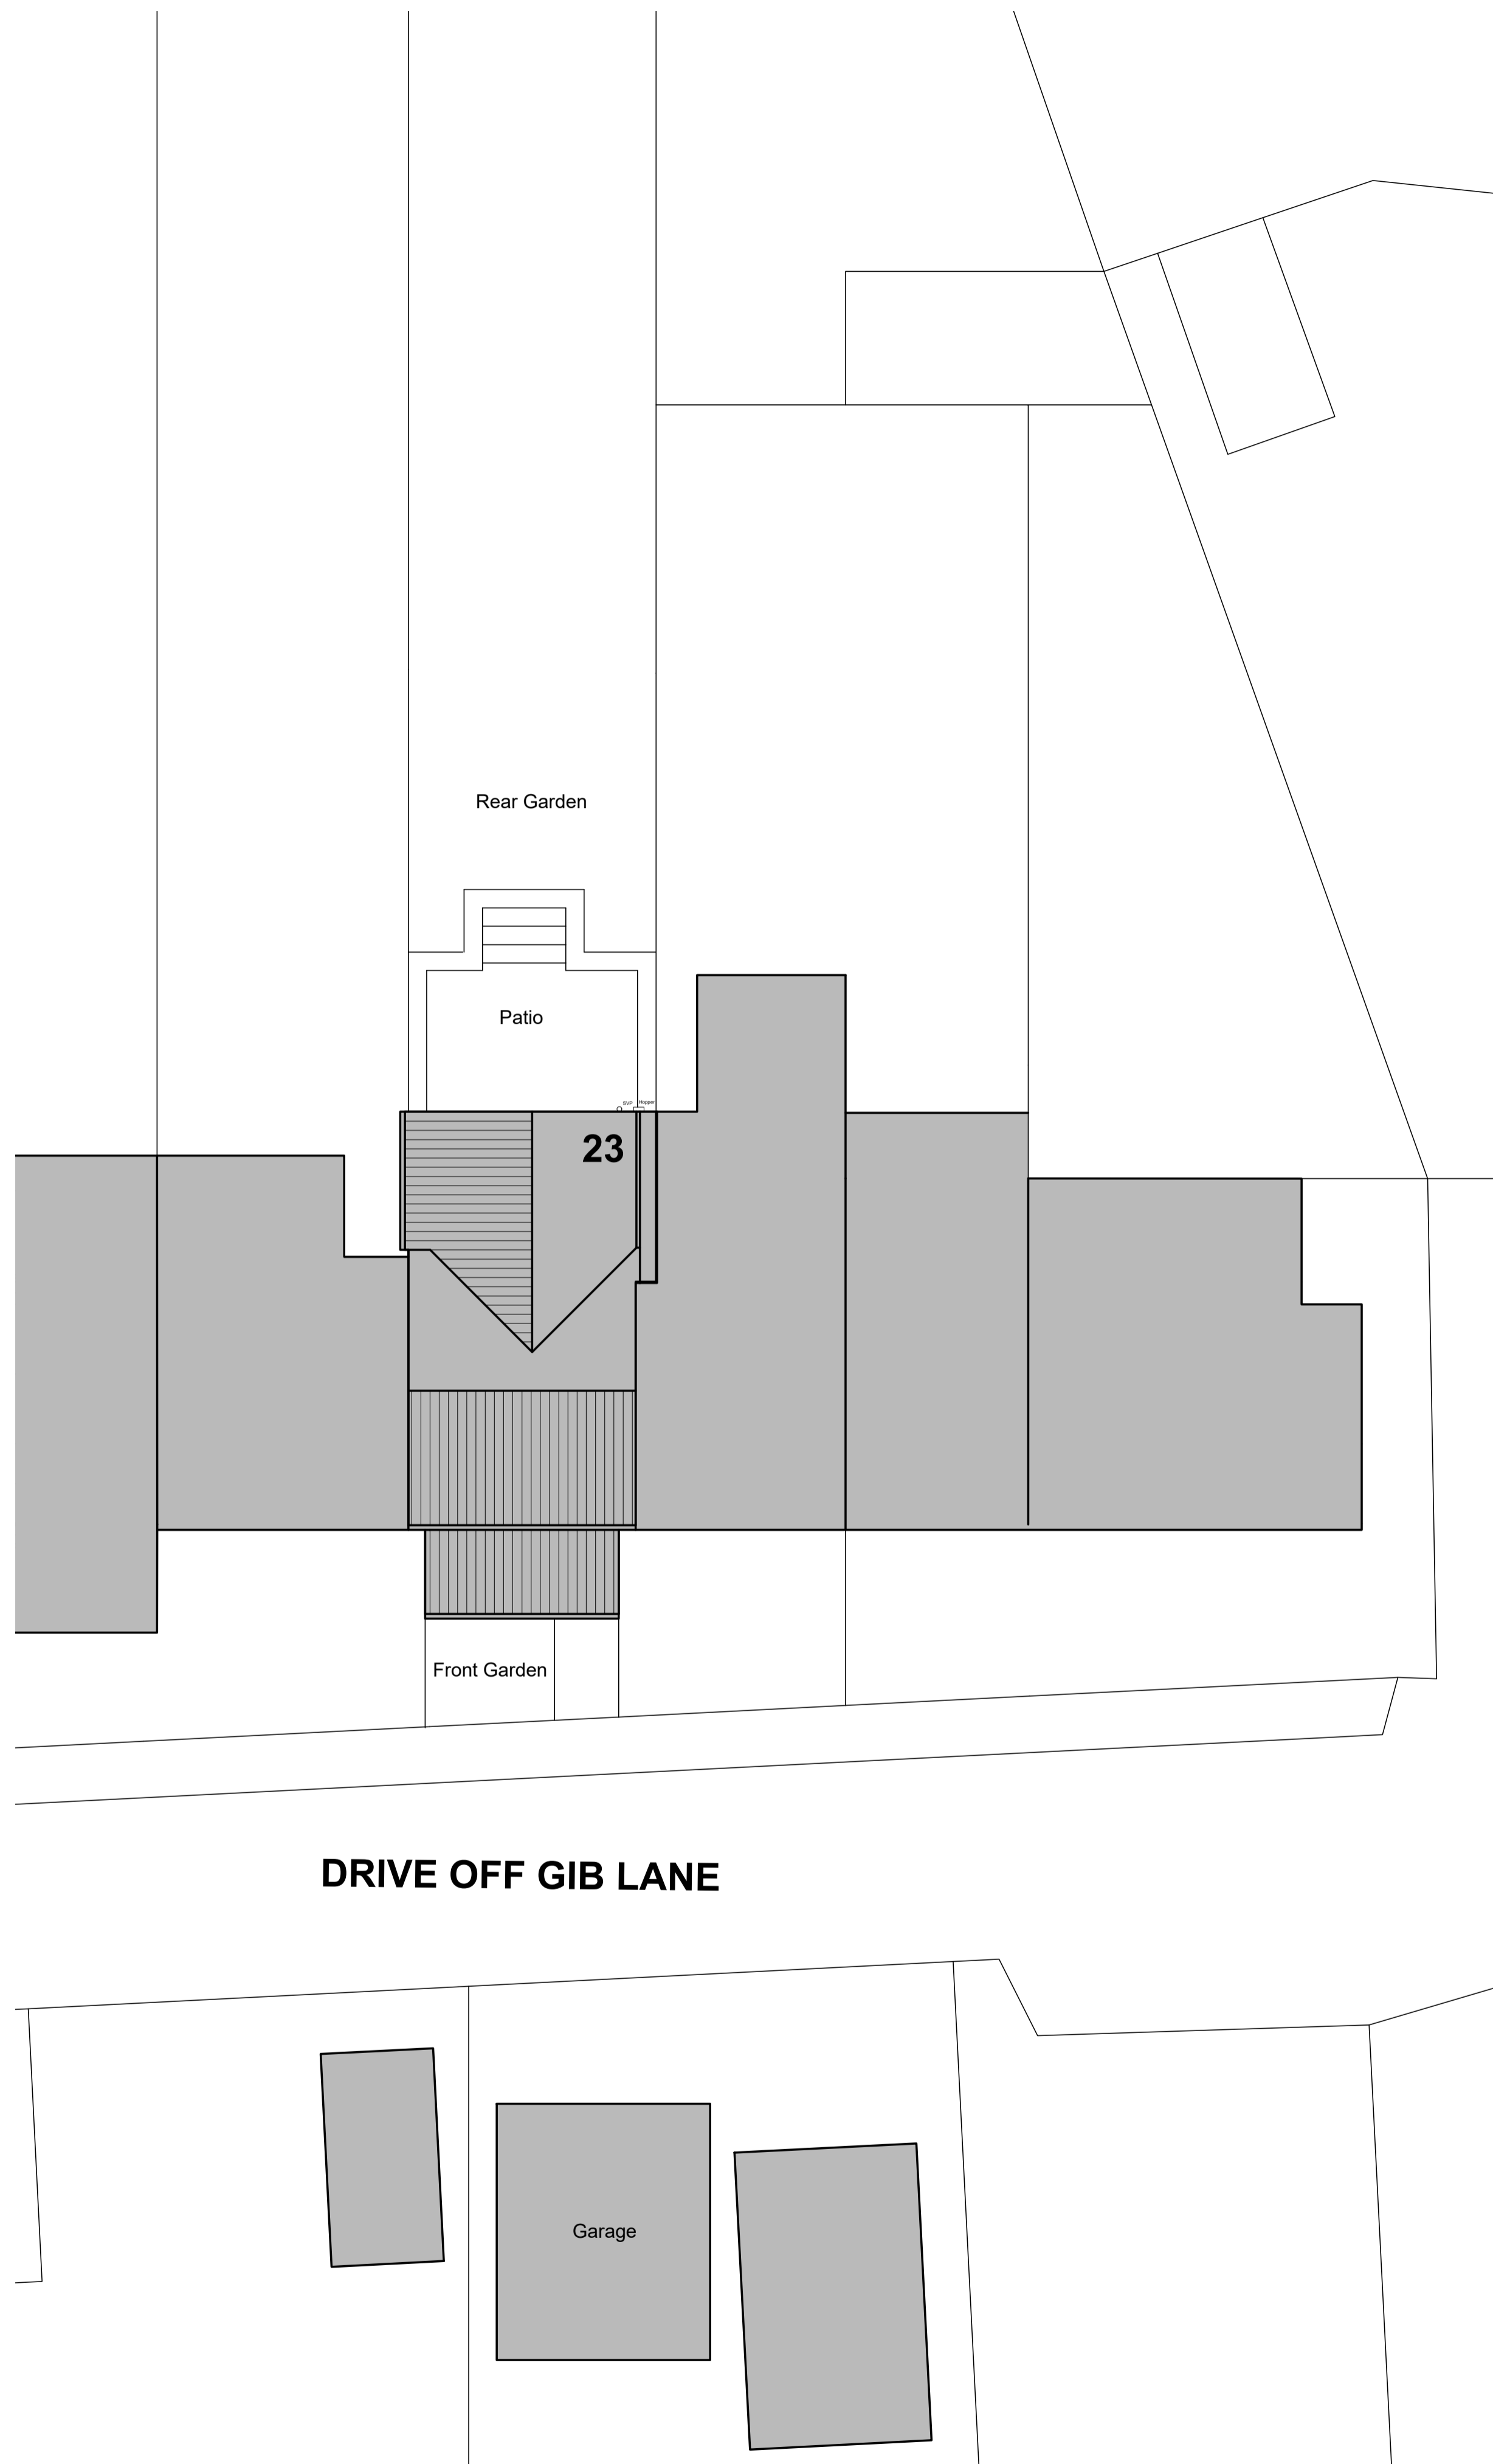 Rear Garden
Patio
SVP
Hopper
23
Front Garden
DRIVE OFF GIB LANE
Garage